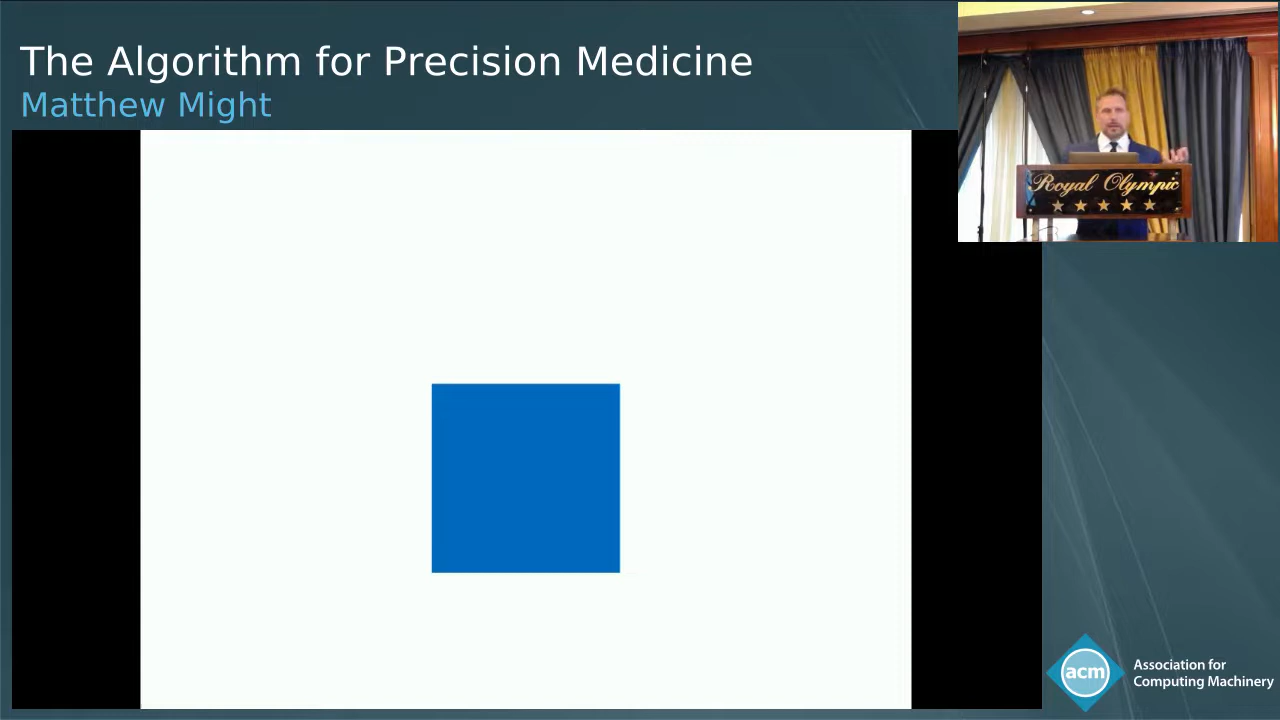 The Algorithm for Precision Medicine
Matthew Might
Royal Olympic
acm
Association for
Computing Machinery